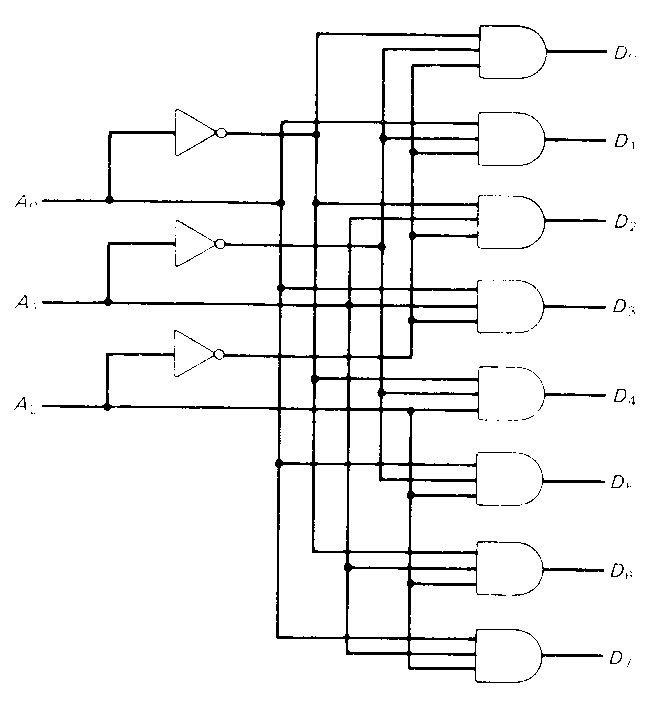 D₀
D₁
A₀
D₂
A₁
D₃
D₄
A₂
D₅
D₆
D₇